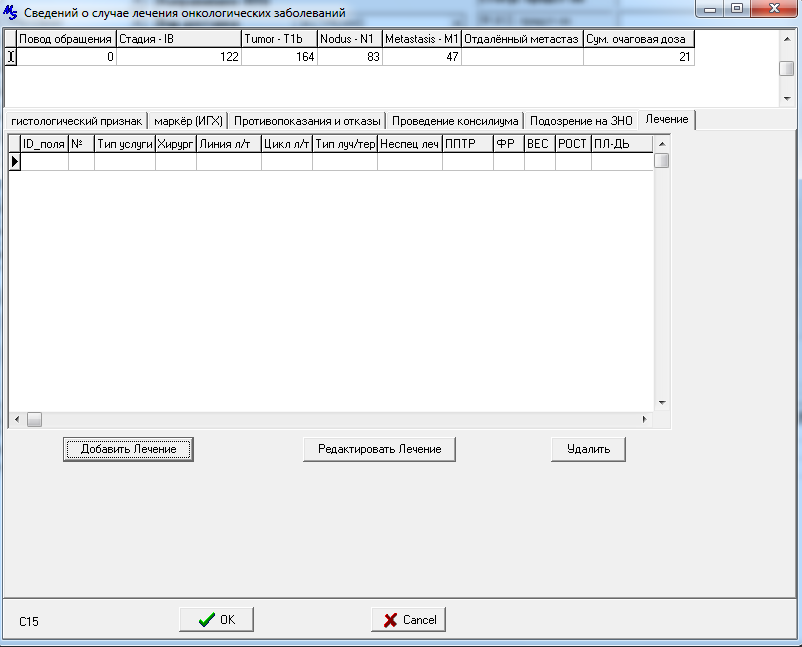 Сведений о случае лечения онкологических заболеваний
Повод обращения Стадия - IB Tumor - T1b Nodus - N1 Metastasis - M1 Отдалённый метастаз Сум. очаговая доза
0 122 164 83 47 21
гистологический признак маркёр (ИГХ) Противопоказания и отказы Проведение консилиума Подозрение на ЗНО Лечение
ID_поля № Тип услуги Хирург Линия л/т Цикл л/т Тип луч/тер Неспец леч ППТР ФР ВЕС РОСТ ПЛ-ДЬ
Добавить Лечение Редактировать Лечение Удалить
C15 OK Cancel